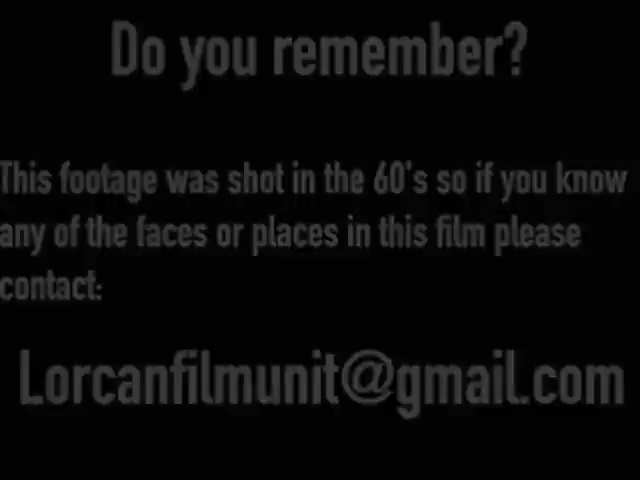 Do you remember?
This footage was shot in the 60's so if you know
any of the faces or places in this film please
contact:
Lorcanfilmunit@gmail.com